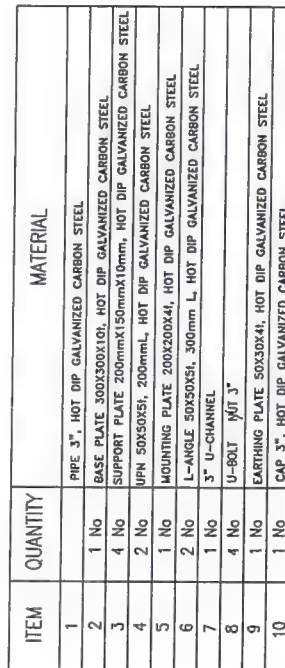 ITEM QUANTITY MATERIAL
1 PIPE 3", HOT DIP GALVANIZED CARBON STEEL
2 1 No BASE PLATE 300X300X10t, HOT DIP GALVANIZED CARBON STEEL
3 4 No SUPPORT PLATE 200mmX150mmX10mm, HOT DIP GALVANIZED CARBON STEEL
4 2 No UPN 50X50X5t, 200mmL, HOT DIP GALVANIZED CARBON STEEL
5 1 No MOUNTING PLATE 200X200X4t, HOT DIP GALVANIZED CARBON STEEL
6 2 No L-ANGLE 50X50X5t, 300mm L, HOT DIP GALVANIZED CARBON STEEL
7 1 No 3" U-CHANNEL
8 4 No U-BOLT 3"
9 1 No EARTHING PLATE 50X30X4t, HOT DIP GALVANIZED CARBON STEEL
10 1 No CAP 3", HOT DIP GALVANIZED CARBON STEEL